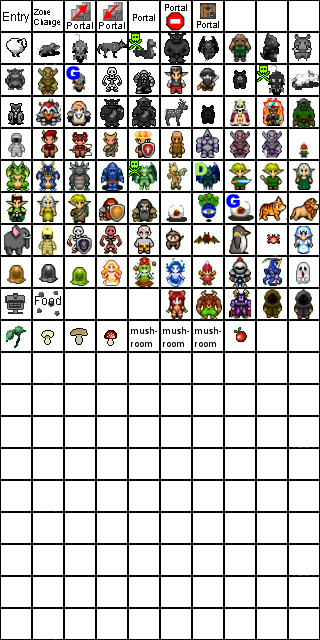 Entry
Zone
Change
Portal
Portal
Portal
Portal
Portal
G
G
D
G
Food
mush-
room
mush-
room
mush-
room